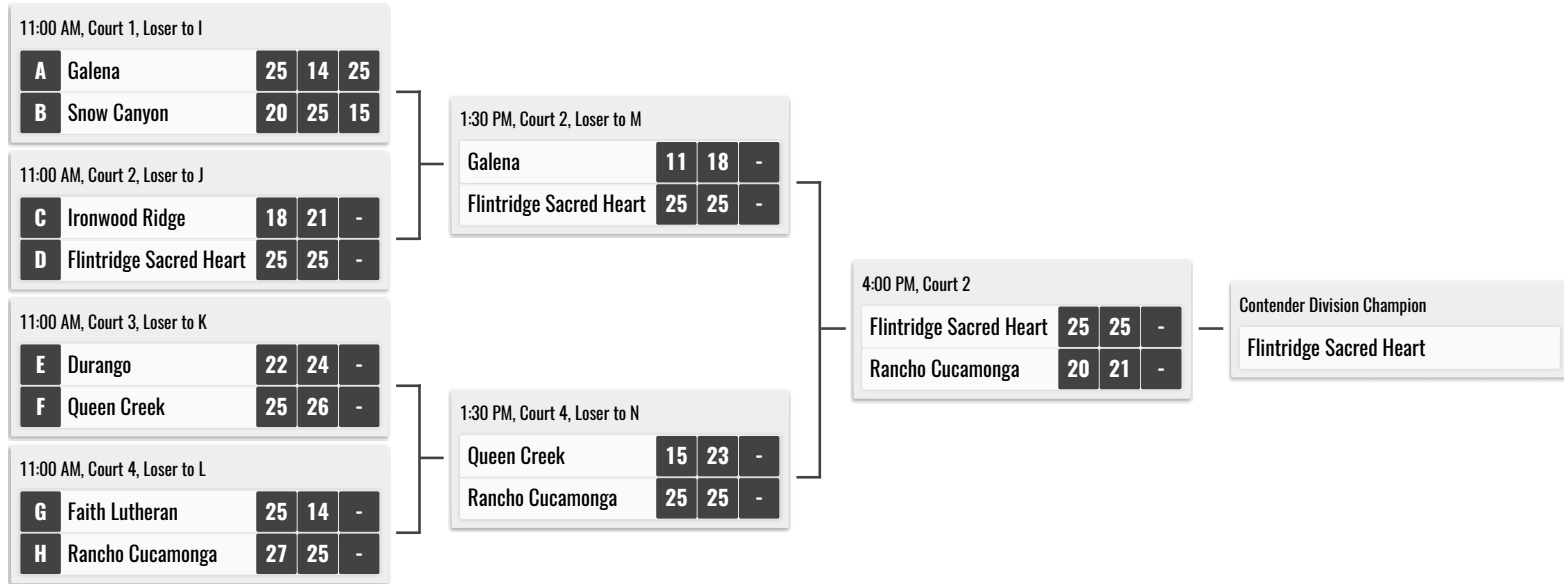 11:00 AM, Court 1, Loser to I
A Galena 25 14 25
B Snow Canyon 20 25 15
11:00 AM, Court 2, Loser to J
C Ironwood Ridge 18 21 -
D Flintridge Sacred Heart 25 25 -
11:00 AM, Court 3, Loser to K
E Durango 22 24 -
F Queen Creek 25 26 -
11:00 AM, Court 4, Loser to L
G Faith Lutheran 25 14 -
H Rancho Cucamonga 27 25 -
1:30 PM, Court 2, Loser to M
Galena 11 18 -
Flintridge Sacred Heart 25 25 -
1:30 PM, Court 4, Loser to N
Queen Creek 15 23 -
Rancho Cucamonga 25 25 -
4:00 PM, Court 2
Flintridge Sacred Heart 25 25 -
Rancho Cucamonga 20 21 -
Contender Division Champion
Flintridge Sacred Heart